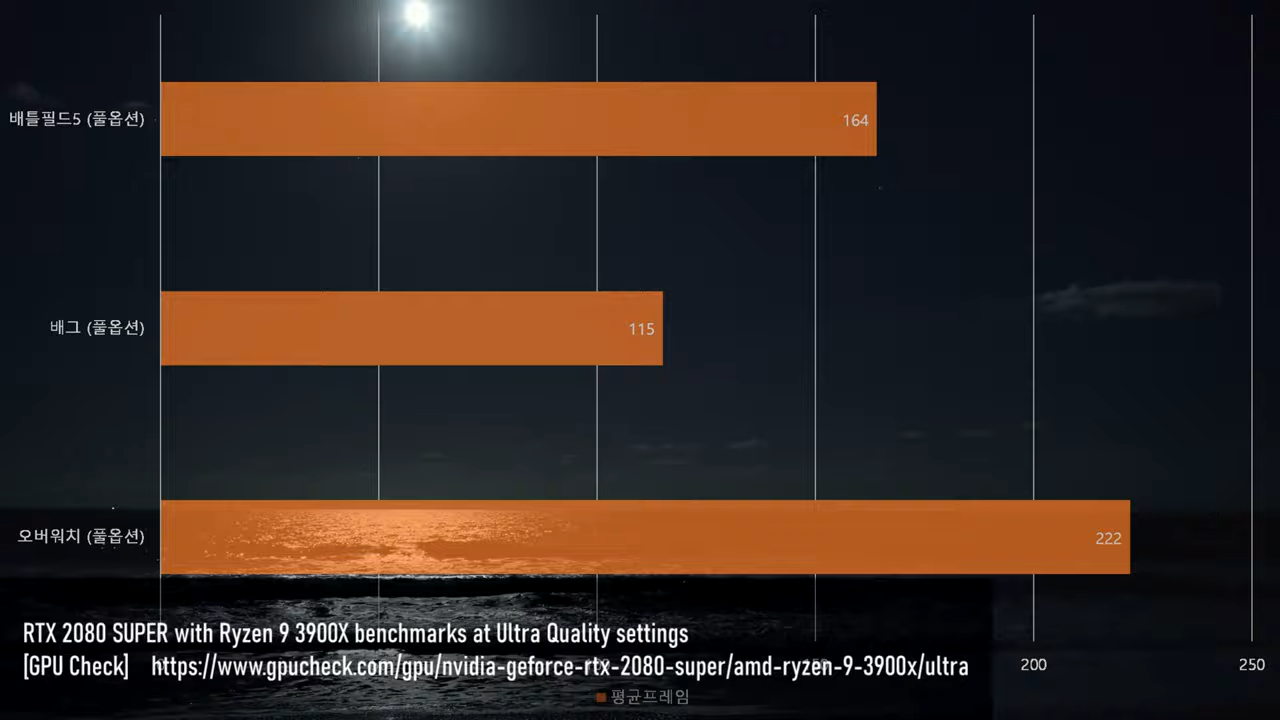 배틀필드5 (풀옵션)
164
배그 (풀옵션)
115
오버워치 (풀옵션)
222
RTX 2080 SUPER with Ryzen 9 3900X benchmarks at Ultra Quality settings
[GPU Check] https://www.gpucheck.com/gpu/nvidia-geforce-rtx-2080-super/amd-ryzen-9-3900x/ultra
200 250
평균프레임